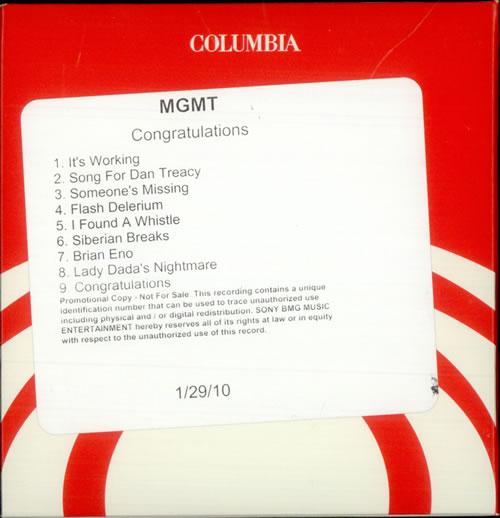 COLUMBIA
MGMT
Congratulations
1. It's Working
2. Song For Dan Treacy
3. Someone's Missing
4. Flash Delerium
5. I Found A Whistle
6. Siberian Breaks
7. Brian Eno
8. Lady Dada's Nightmare
9 Congratulations
Promotional Copy - Not For Sale. This recording contains a unique
identification number that can be used to trace unauthorized use
including physical and / or digital redistribution. SONY BMG MUSIC
ENTERTAINMENT hereby reserves all of its rights at law or in equity
with respect to the unauthorized use of this record.
1/29/10